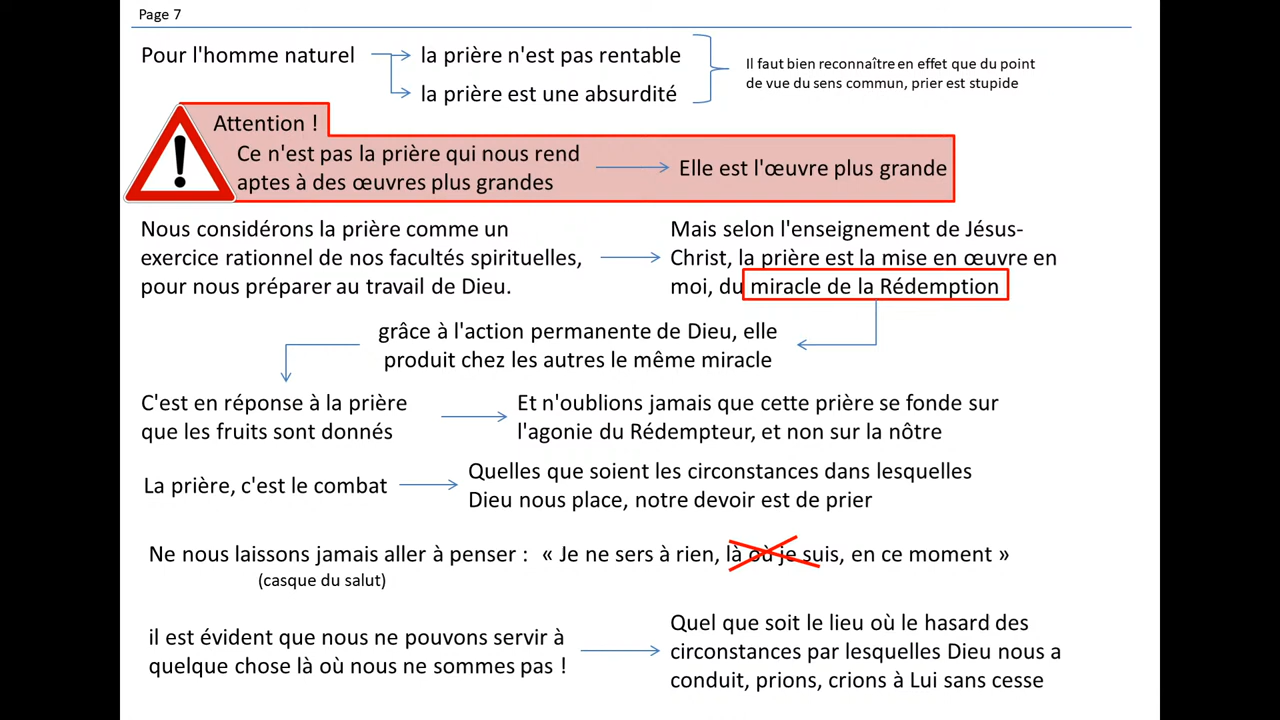 Page 7
Pour l'homme naturel
la prière n'est pas rentable
la prière est une absurdité
Il faut bien reconnaître en effet que du point
de vue du sens commun, prier est stupide
Attention !
Ce n'est pas la prière qui nous rend
aptes à des œuvres plus grandes
Elle est l'œuvre plus grande
Nous considérons la prière comme un
exercice rationnel de nos facultés spirituelles,
pour nous préparer au travail de Dieu.
Mais selon l'enseignement de Jésus-
Christ, la prière est la mise en œuvre en
moi, du miracle de la Rédemption
grâce à l'action permanente de Dieu, elle
produit chez les autres le même miracle
C'est en réponse à la prière
que les fruits sont donnés
Et n'oublions jamais que cette prière se fonde sur
l'agonie du Rédempteur, et non sur la nôtre
La prière, c'est le combat
Quelles que soient les circonstances dans lesquelles
Dieu nous place, notre devoir est de prier
Ne nous laissons jamais aller à penser : « Je ne sers à rien, là où je suis, en ce moment »
(casque du salut)
il est évident que nous ne pouvons servir à
quelque chose là où nous ne sommes pas !
Quel que soit le lieu où le hasard des
circonstances par lesquelles Dieu nous a
conduit, prions, crions à Lui sans cesse